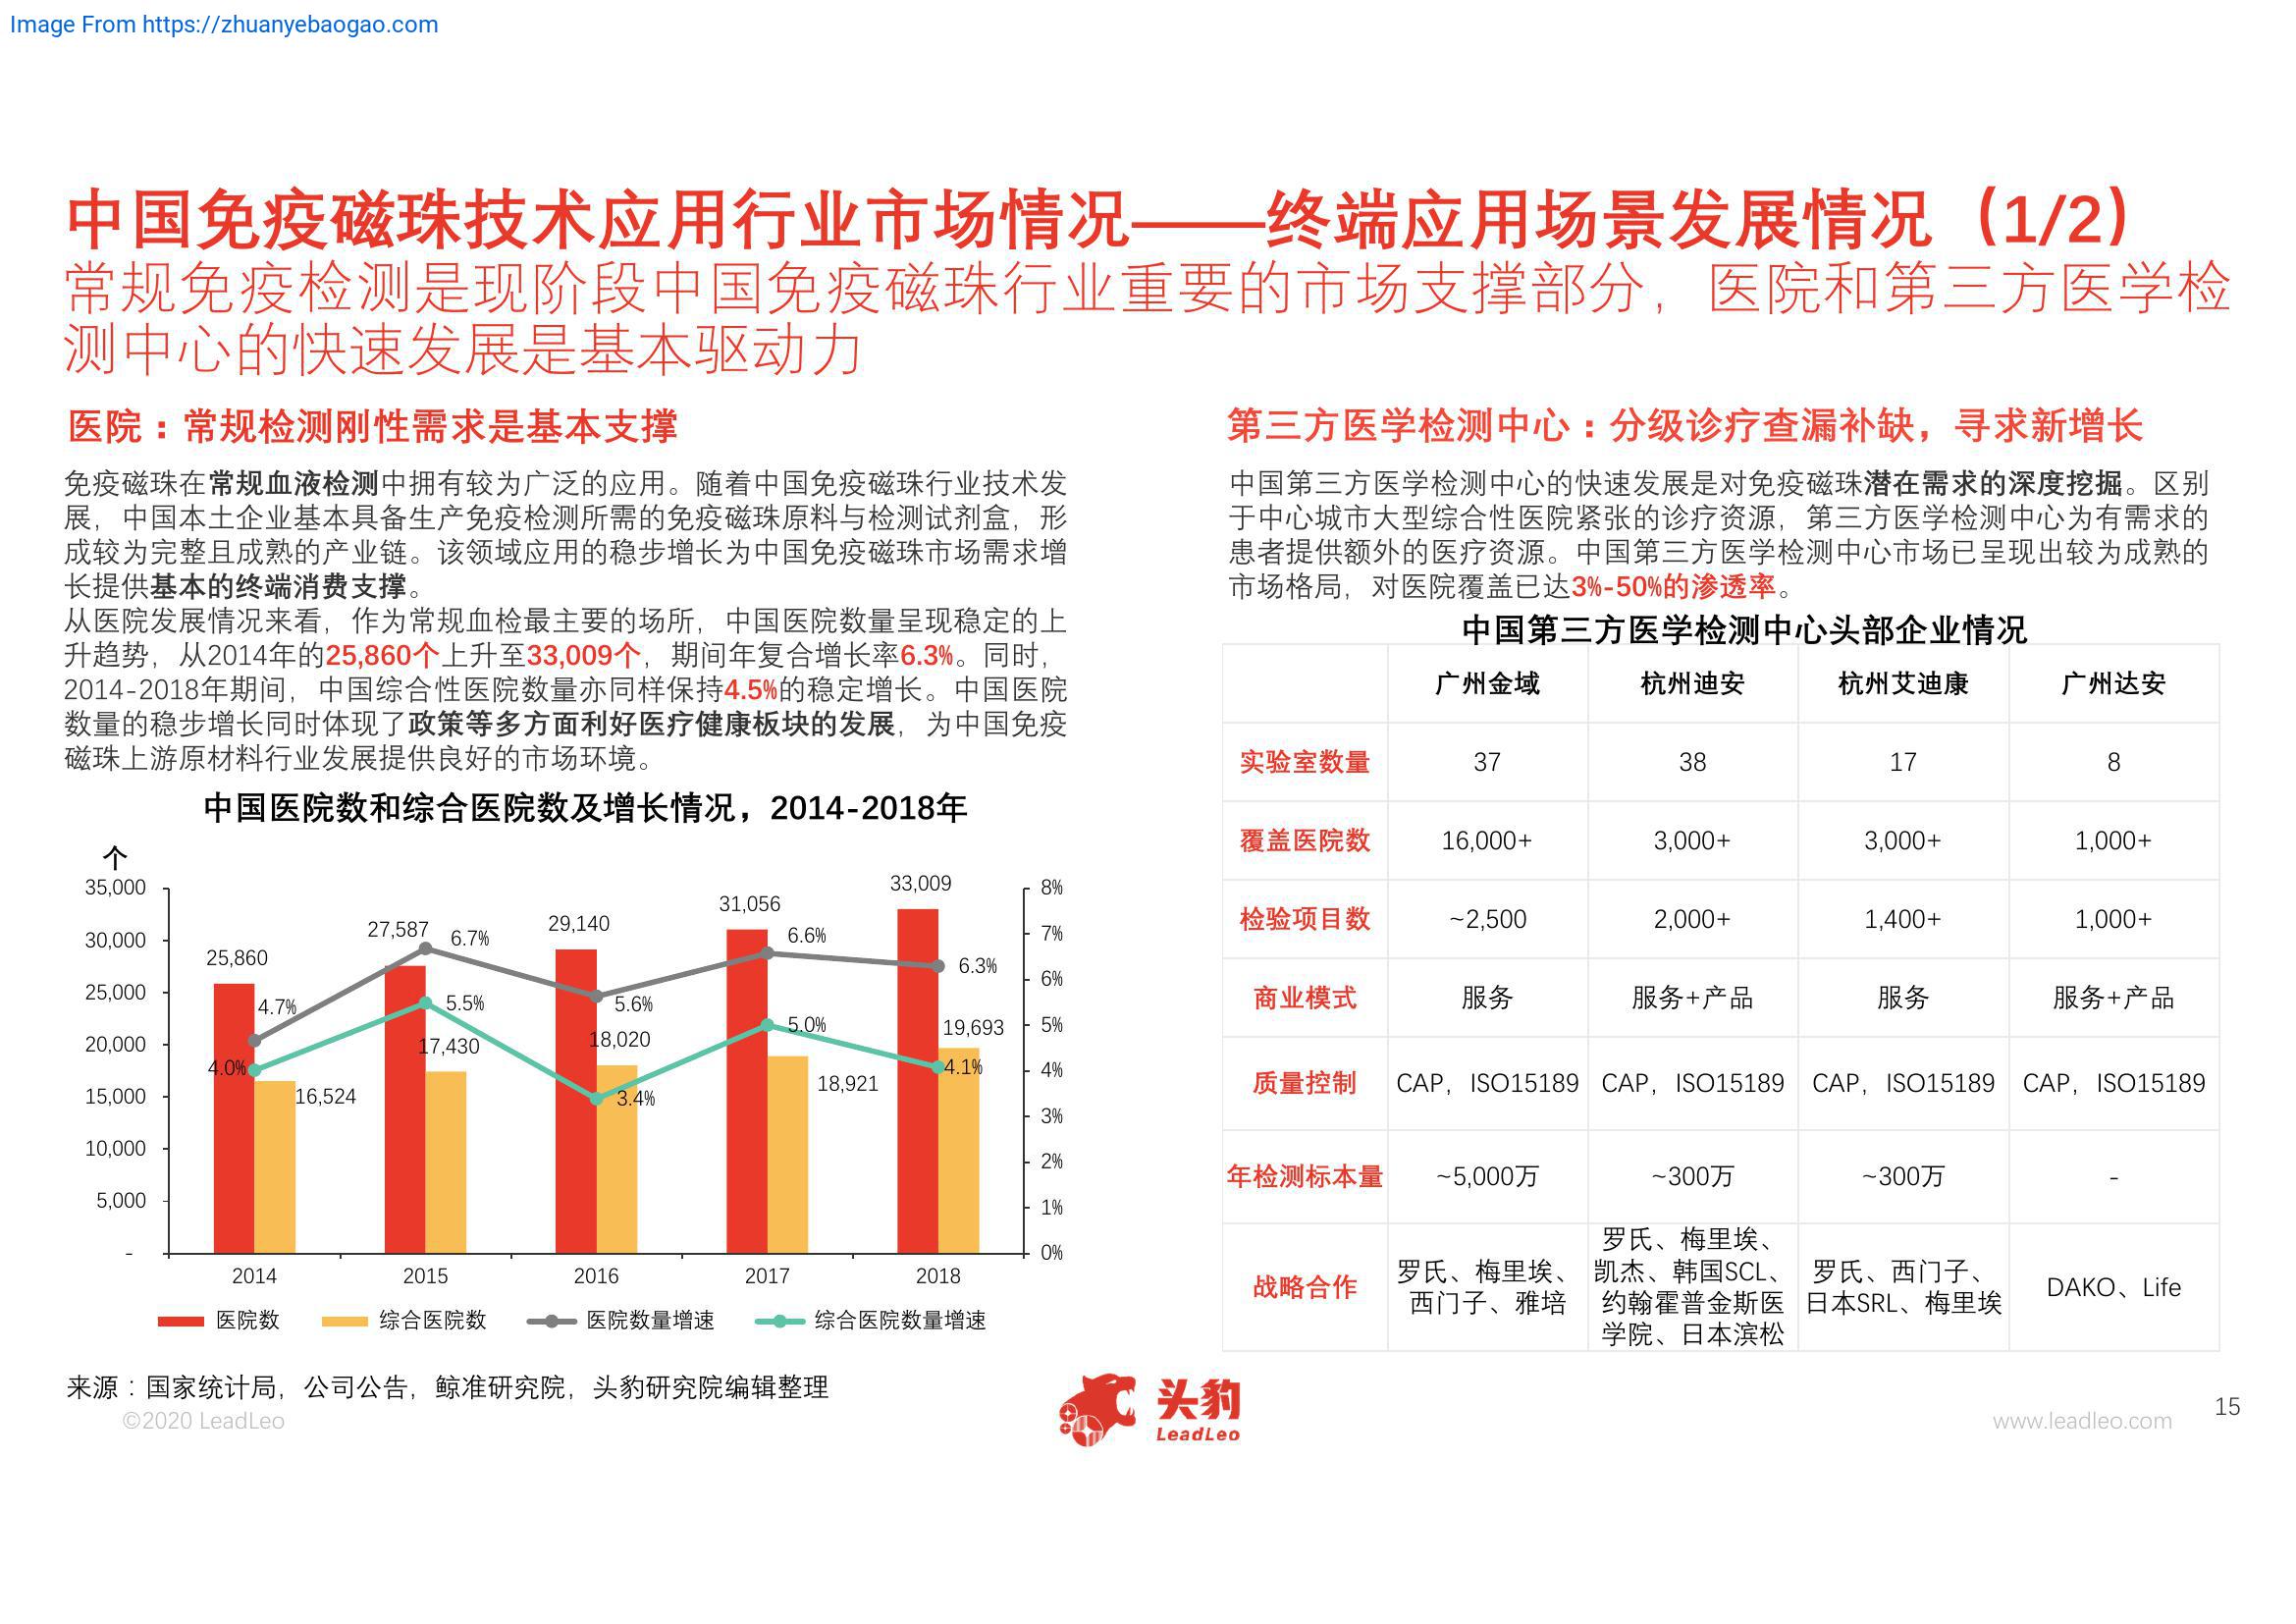 Image From https://zhuanyebaogao.com
中国免疫磁珠技术应用行业市场情况——终端应用场景发展情况（1/2）
常规免疫检测是现阶段中国免疫磁珠行业重要的市场支撑部分，医院和第三方医学检
测中心的快速发展是基本驱动力
医院：常规检测刚性需求是基本支撑
免疫磁珠在常规血液检测中拥有较为广泛的应用。随着中国免疫磁珠行业技术发
展，中国本土企业基本具备生产免疫检测所需的免疫磁珠原料与检测试剂盒，形
成较为完整且成熟的产业链。该领域应用的稳步增长为中国免疫磁珠市场需求增
长提供基本的终端消费支撑。
从医院发展情况来看，作为常规血检最主要的场所，中国医院数量呈现稳定的上
升趋势，从2014年的25,860个上升至33,009个，期间年复合增长率6.3%。同时，
2014-2018年期间，中国综合性医院数量亦同样保持4.5%的稳定增长。中国医院
数量的稳步增长同时体现了政策等多方面利好医疗健康板块的发展，为中国免疫
磁珠上游原材料行业发展提供良好的市场环境。
中国医院数和综合医院数及增长情况，2014-2018年
个
35,000
30,000
25,000
20,000
15,000
10,000
5,000
-
8%
7%
6%
5%
4%
3%
2%
1%
0%
25,860
27,587
29,140
31,056
33,009
4.7%
6.7%
5.6%
6.6%
6.3%
4.0%
5.5%
3.4%
5.0%
4.1%
16,524
17,430
18,020
18,921
19,693
2014
2015
2016
2017
2018
医院数
综合医院数
医院数量增速
综合医院数量增速
第三方医学检测中心：分级诊疗查漏补缺，寻求新增长
中国第三方医学检测中心的快速发展是对免疫磁珠潜在需求的深度挖掘。区别
于中心城市大型综合性医院紧张的诊疗资源，第三方医学检测中心为有需求的
患者提供额外的医疗资源。中国第三方医学检测中心市场已呈现出较为成熟的
市场格局，对医院覆盖已达3%-50%的渗透率。
中国第三方医学检测中心头部企业情况
广州金域 杭州迪安 杭州艾迪康 广州达安
实验室数量 37 38 17 8
覆盖医院数 16,000+ 3,000+ 3,000+ 1,000+
检验项目数 ~2,500 2,000+ 1,400+ 1,000+
商业模式 服务 服务+产品 服务 服务+产品
质量控制 CAP，ISO15189 CAP，ISO15189 CAP，ISO15189 CAP，ISO15189
年检测标本量 ~5,000万 ~300万 ~300万 -
战略合作
罗氏、梅里埃、
西门子、雅培
罗氏、梅里埃、
凯杰、韩国SCL、
约翰霍普金斯医
学院、日本滨松
罗氏、西门子、
日本SRL、梅里埃
DAKO、Life
来源：国家统计局，公司公告，鲸准研究院，头豹研究院编辑整理
©2020 LeadLeo
头豹
LeadLeo
www.leadleo.com
15